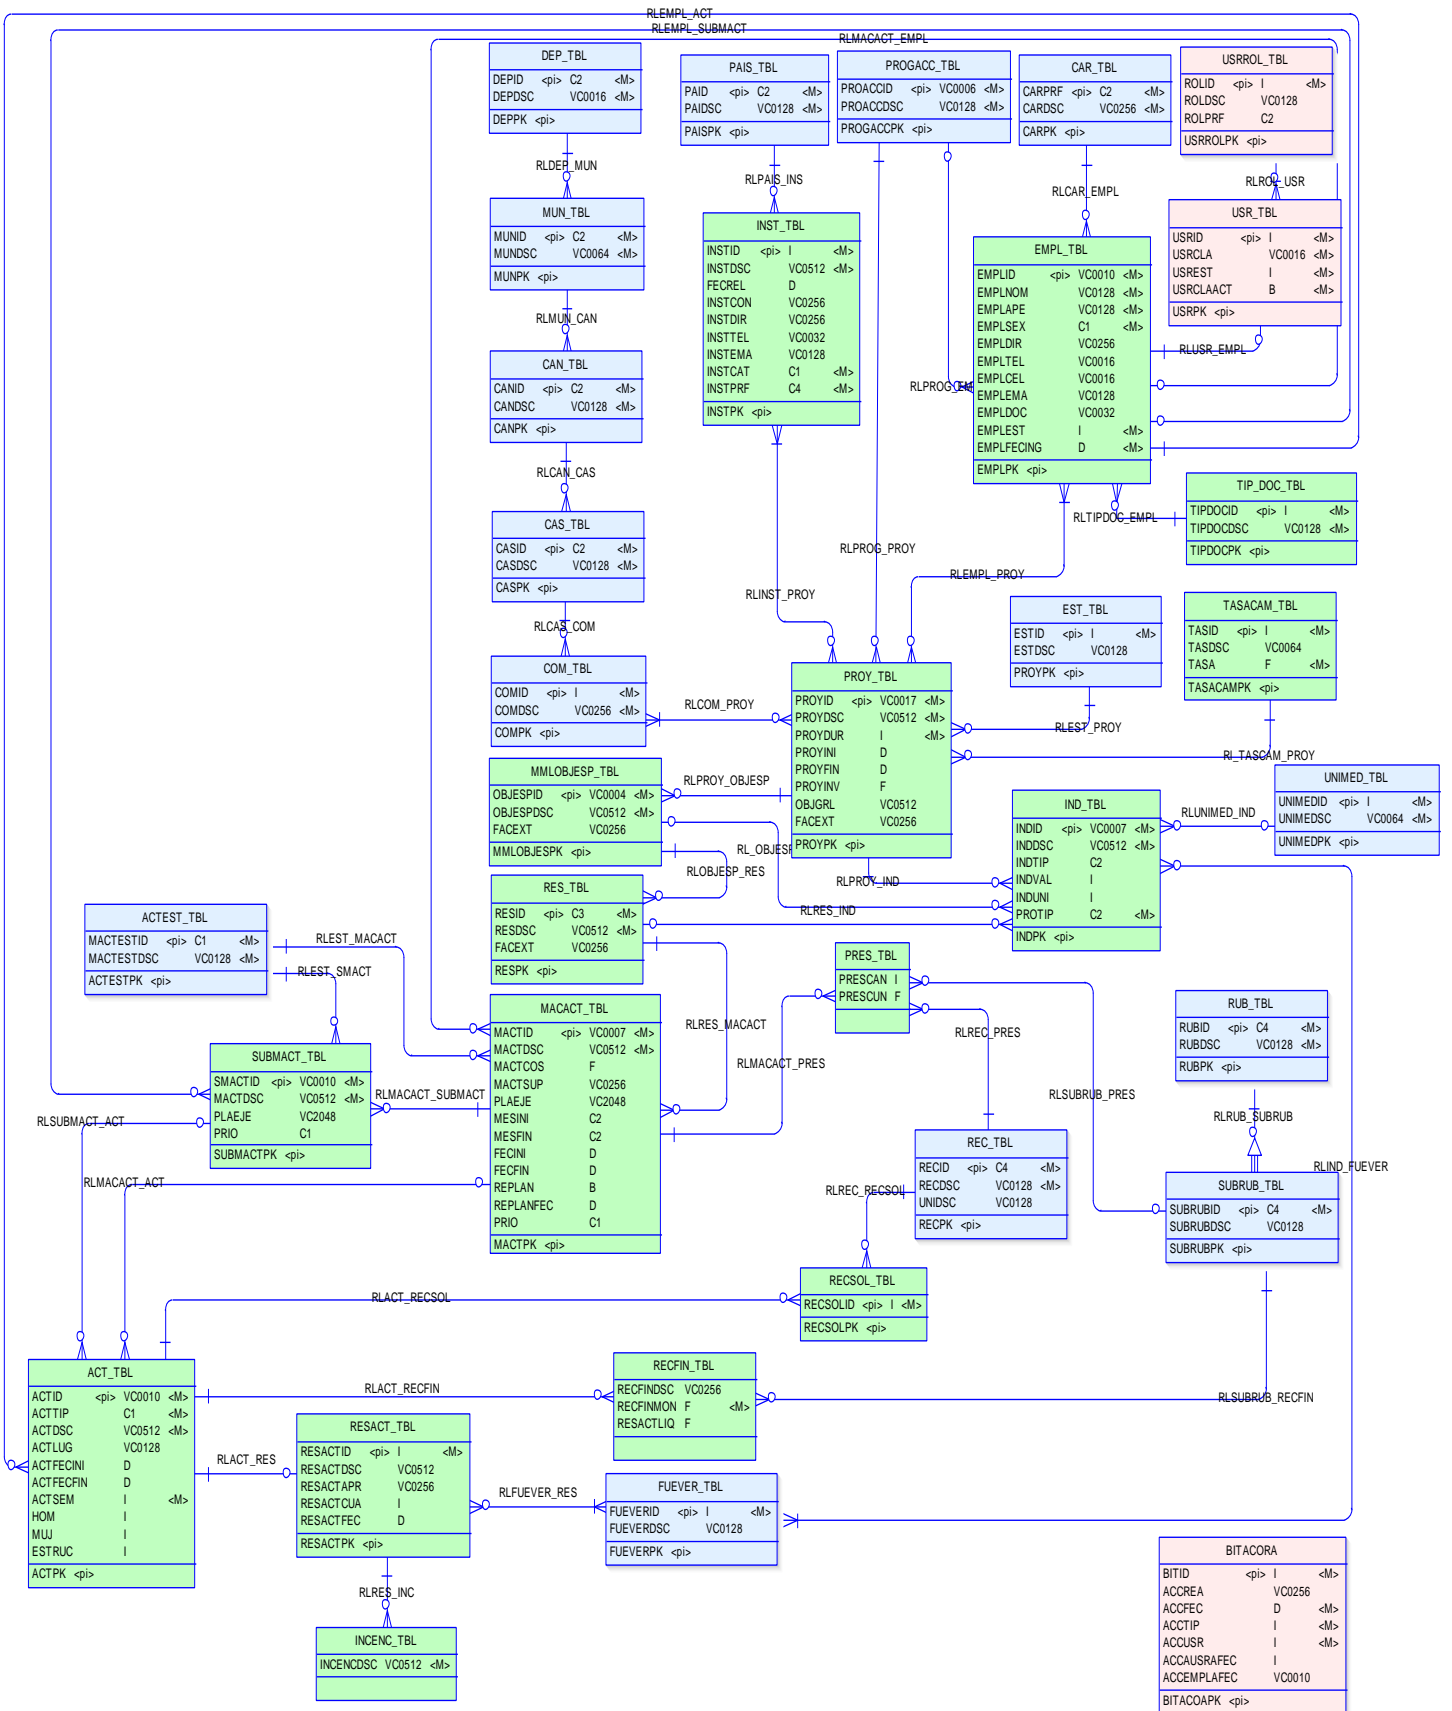 RLEMPL_ACT
RLEMPL_SUBMACT
RLMACACT_EMPL
DEP_TBL
DEPID <pi> C2 <M>
DEPDSC VC0016 <M>
DEPPK <pi>
PAIS_TBL
PAID <pi> C2 <M>
PAIDSC VC0128 <M>
PAISPK <pi>
PROGACC_TBL
PROACCID <pi> VC0006 <M>
PROACCDSC VC0128 <M>
PROGACCPK <pi>
CAR_TBL
CARPRF <pi> C2 <M>
CARDSC VC0256 <M>
CARPK <pi>
USRROL_TBL
ROLID <pi> I <M>
ROLDSC VC0128
ROLPRF C2
USRROLPK <pi>
RLDEP_MUN
RLPAIS_INS
RLCAR_EMPL
RLROL_USR
MUN_TBL
MUNID <pi> C2 <M>
MUNDSC VC0064 <M>
MUNPK <pi>
INST_TBL
INSTID <pi> I <M>
INSTDSC VC0512 <M>
FECREL D
INSTCON VC0256
INSTDIR VC0256
INSTTEL VC0032
INSTEMA VC0128
INSTCAT C1 <M>
INSTPRF C4 <M>
INSTPK <pi>
EMPL_TBL
EMPLID <pi> VC0010 <M>
EMPLNOM VC0128 <M>
EMPLAPE VC0128 <M>
EMPLSEX C1 <M>
EMPLDIR VC0256
EMPLTEL VC0016
EMPLCEL VC0016
EMPLEMA VC0128
EMPLDOC VC0032
EMPLEST I <M>
EMPLFECING D <M>
EMPLPK <pi>
USR_TBL
USRID <pi> I <M>
USRCLA VC0016 <M>
USREST I <M>
USRCLAACT B <M>
USRPK <pi>
RLUSR_EMPL
RLMUN_CAN
CAN_TBL
CANID <pi> C2 <M>
CANDSC VC0128 <M>
CANPK <pi>
RLCAN_CAS
CAS_TBL
CASID <pi> C2 <M>
CASDSC VC0128 <M>
CASPK <pi>
RLCAS_COM
RLPROG_PROY
RLTIPDOC_EMPL
TIP_DOC_TBL
TIPDOCID <pi> I <M>
TIPDOCDSC VC0128 <M>
TIPDOCPK <pi>
RLEMPL_PROY
RLINST_PROY
EST_TBL
ESTID <pi> I <M>
ESTDSC VC0128
PROYPK <pi>
TASACAM_TBL
TASID <pi> I <M>
TASDSC VC0064
TASA F <M>
TASACAMPK <pi>
COM_TBL
COMID <pi> I <M>
COMDSC VC0256 <M>
COMPK <pi>
RLCOM_PROY
PROY_TBL
PROYID <pi> VC0017 <M>
PROYDSC VC0512 <M>
PROYDUR I <M>
PROYINI D
PROYFIN D
PROYINV F
OBJGRL VC0512
FACEXT VC0256
PROYPK <pi>
RLEST_PROY
RI_TASCAM_PROY
MMLOBJESP_TBL
OBJESPID <pi> VC0004 <M>
OBJESPDSC VC0512 <M>
FACEXT VC0256
MMLOBJESPK <pi>
RLPROY_OBJESP
RLOBJESP_RES
RLPROY_IND
IND_TBL
INDID <pi> VC0007 <M>
INDDSC VC0512 <M>
INDTIP C2
INDVAL I
INDUNI I
PROTIP C2 <M>
INDPK <pi>
RLUNIMED_IND
UNIMED_TBL
UNIMEDID <pi> I <M>
UNIMEDSC VC0064 <M>
UNIMEDPK <pi>
RES_TBL
RESID <pi> C3 <M>
RESDSC VC0512 <M>
FACEXT VC0256
RESPK <pi>
RLRES_IND
ACTEST_TBL
MACTESTID <pi> C1 <M>
MACTESTDSC VC0128 <M>
ACTESTPK <pi>
RLEST_MACACT
RLEST_SMACT
PRES_TBL
PRESCAN I
PRESCUN F
RLREC_PRES
RLRES_MACACT
RLMACACT_PRES
RLSUBRUB_PRES
RUB_TBL
RUBID <pi> C4 <M>
RUBDSC VC0128 <M>
RUBPK <pi>
MACACT_TBL
MACTID <pi> VC0007 <M>
MACTDSC VC0512 <M>
MACTCOS F
MACTSUP VC0256
PLAEJE VC2048
MESINI C2
MESFIN C2
FECINI D
FECFIN D
REPLAN B
REPLANFEC D
PRIO C1
MACTPK <pi>
SUBMACT_TBL
SMACTID <pi> VC0010 <M>
MACTDSC VC0512 <M>
PLAEJE VC2048
PRIO C1
SUBMACTPK <pi>
RLMACACT_SUBMACT
RLSUBMACT_ACT
RLMACACT_ACT
RLRUB_SUBRUB
RLIND_FUEVER
REC_TBL
RECID <pi> C4 <M>
RECDSC VC0128 <M>
UNIDSC VC0128
RECPK <pi>
RLREC_RECSOL
SUBRUB_TBL
SUBRUBID <pi> C4 <M>
SUBRUBDSC VC0128
SUBRUBPK <pi>
RECSOL_TBL
RECSOLID <pi> I <M>
RECSOLPK <pi>
RLACT_RECSOL
ACT_TBL
ACTID <pi> VC0010 <M>
ACTTIP C1 <M>
ACTDSC VC0512 <M>
ACTLUG VC0128
ACTFECINI D
ACTFECFIN D
ACTSEM I <M>
HOM I
MUJ I
ESTRUC I
ACTPK <pi>
RLACT_RECFIN
RECFIN_TBL
RECFINDSC VC0256
RECFINMON F <M>
RESACTLIQ F
RLSUBRUB_RECFIN
RLACT_RES
RESACT_TBL
RESACTID <pi> I <M>
RESACTDSC VC0512
RESACTAPR VC0256
RESACTCUA I
RESACTFEC D
RESACTPK <pi>
RLFUEVER_RES
FUEVER_TBL
FUEVERID <pi> I <M>
FUEVERDSC VC0128
FUEVERPK <pi>
RLRES_INC
INCENC_TBL
INCENCDSC VC0512 <M>
BITACORA
BITID <pi> I <M>
ACCREA VC0256
ACCFEC D <M>
ACCTIP I <M>
ACCUSR I <M>
ACCAUSRAFEC I
ACCEMPLAFEC VC0010
BITACOAPK <pi>